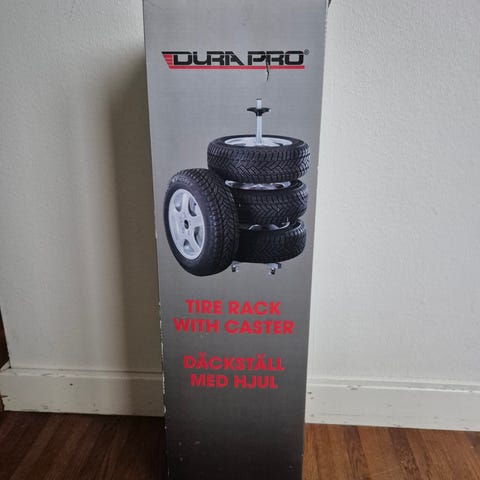 DURA PRO®
TIRE RACK
WITH CASTER
DÄCKSTÄLL
MED HJUL